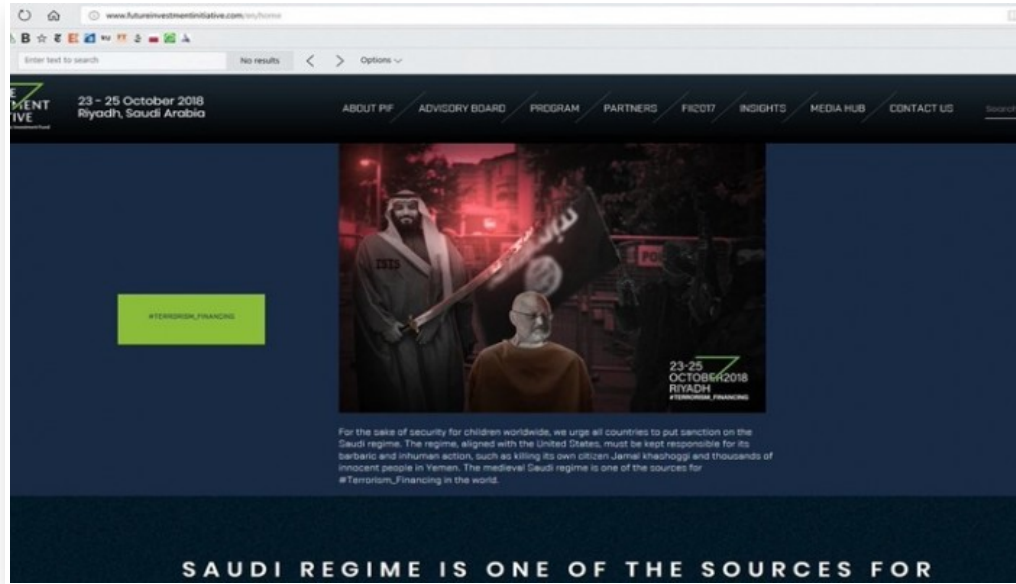 www.futureinvestmentinitiative.com/en/home
B
Enter text to search
No results
Options
23 - 25 October 2018
Riyadh, Saudi Arabia
ABOUT PIF
ADVISORY BOARD
PROGRAM
PARTNERS
FII2017
INSIGHTS
MEDIA HUB
CONTACT US
Search
ISIS
23-25
OCTOBER2018
RIYADH
#TERRORISM_FINANCING
#TERRORISM_FINANCING
For the sake of security for children worldwide, we urge all countries to put sanction on the
Saudi regime. The regime, aligned with the United States, must be kept responsible for its
barbaric and inhuman action, such as killing its own citizen Jamal khashoggi and thousands of
innocent people in Yemen. The medieval Saudi regime is one of the sources for
#Terrorism_Financing in the world.
SAUDI REGIME IS ONE OF THE SOURCES FOR